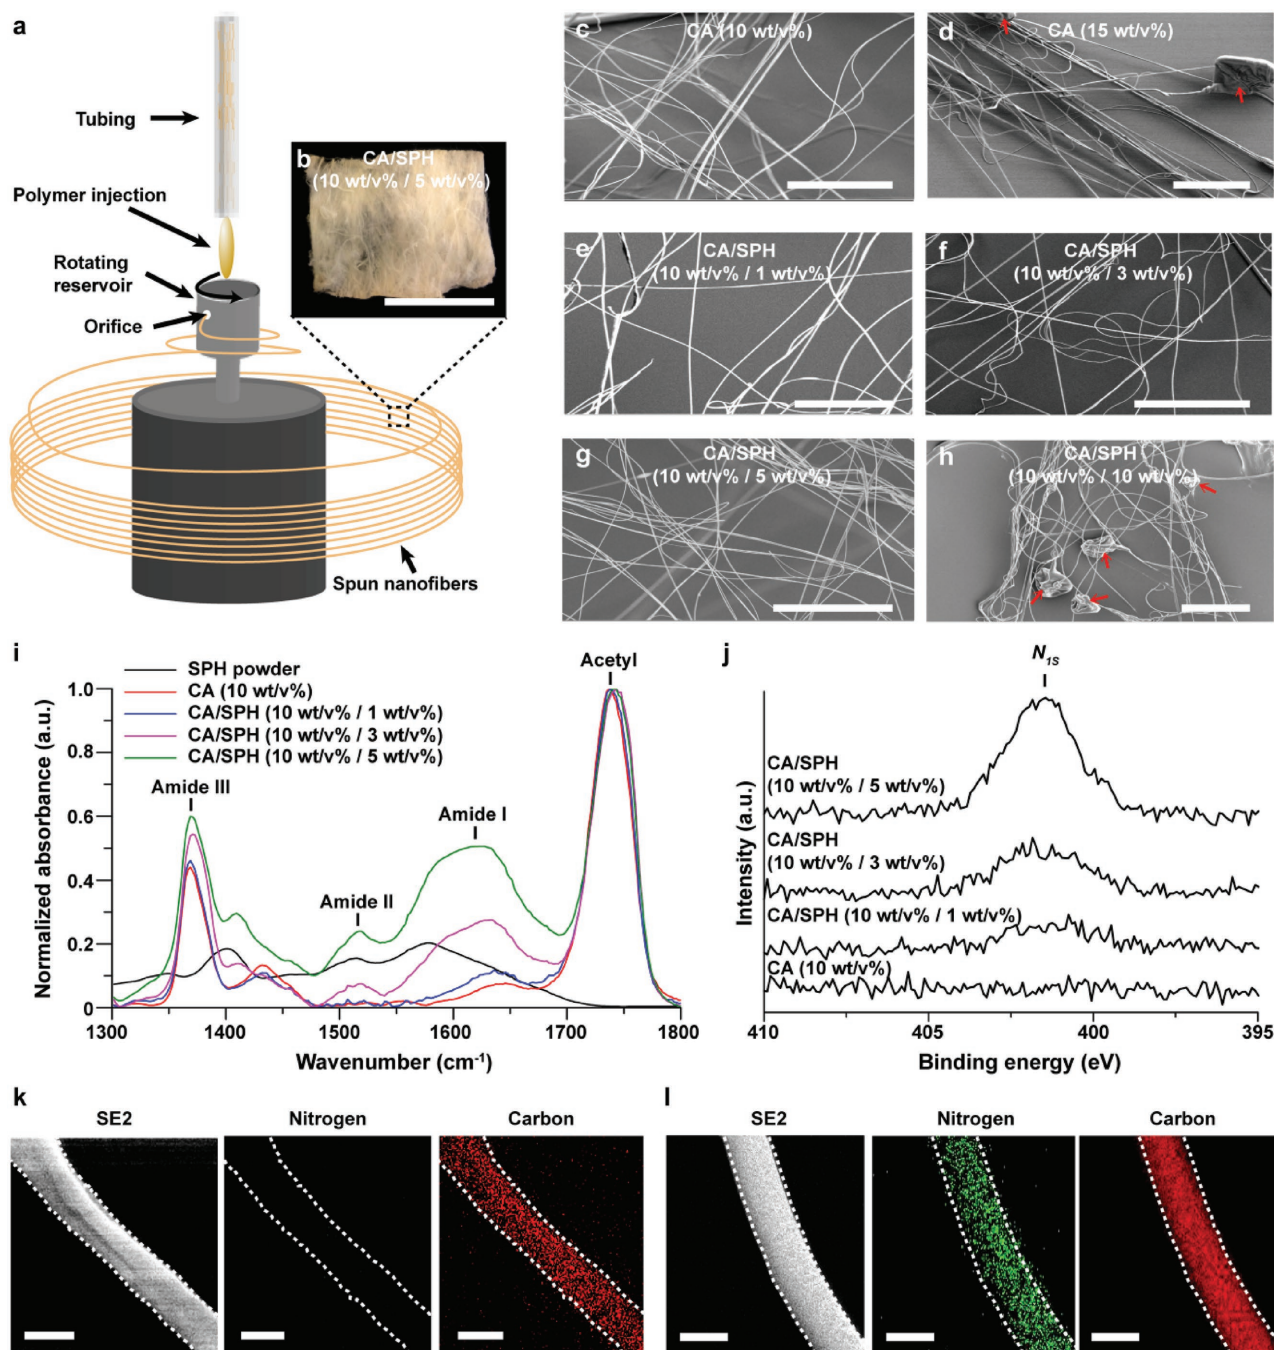 a
Tubing
Polymer injection
Rotating
reservoir
Orifice
Spun nanofibers
b
CA/SPH
(10 wt/v% / 5 wt/v%)
c
CA (10 wt/v%)
d
CA (15 wt/v%)
e
CA/SPH
(10 wt/v% / 1 wt/v%)
f
CA/SPH
(10 wt/v% / 3 wt/v%)
g
CA/SPH
(10 wt/v% / 5 wt/v%)
h
CA/SPH
(10 wt/v% / 10 wt/v%)
i
SPH powder
CA (10 wt/v%)
CA/SPH (10 wt/v% / 1 wt/v%)
CA/SPH (10 wt/v% / 3 wt/v%)
CA/SPH (10 wt/v% / 5 wt/v%)
Acetyl
Amide III
Amide II
Amide I
Normalized absorbance (a.u.)
1.0
0.8
0.6
0.4
0.2
0
1300 1400 1500 1600 1700 1800
Wavenumber (cm⁻¹)
j
N₁S
CA/SPH
(10 wt/v% / 5 wt/v%)
CA/SPH
(10 wt/v% / 3 wt/v%)
CA/SPH (10 wt/v% / 1 wt/v%)
CA (10 wt/v%)
Intensity (a.u.)
410 405 400 395
Binding energy (eV)
k
SE2 Nitrogen Carbon
l
SE2 Nitrogen Carbon